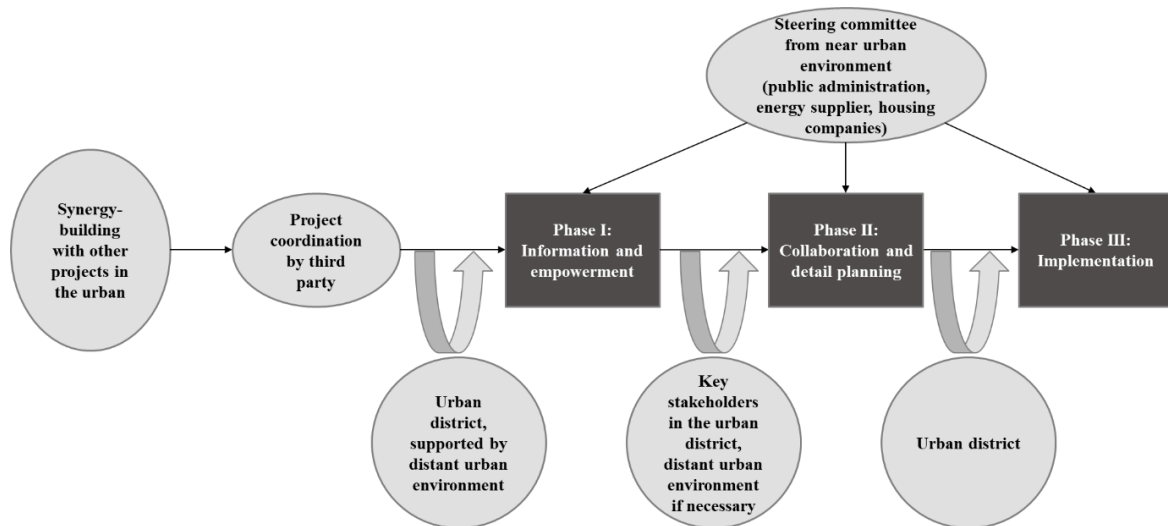 Steering committee
from near urban
environment
(public administration,
energy supplier, housing
companies)
Synergy-
building
with other
projects in
the urban
Project
coordination
by third
party
Phase I:
Information and
empowerment
Phase II:
Collaboration and
detail planning
Phase III:
Implementation
Urban
district,
supported by
distant urban
environment
Key
stakeholders
in the urban
district,
distant urban
environment
if necessary
Urban district